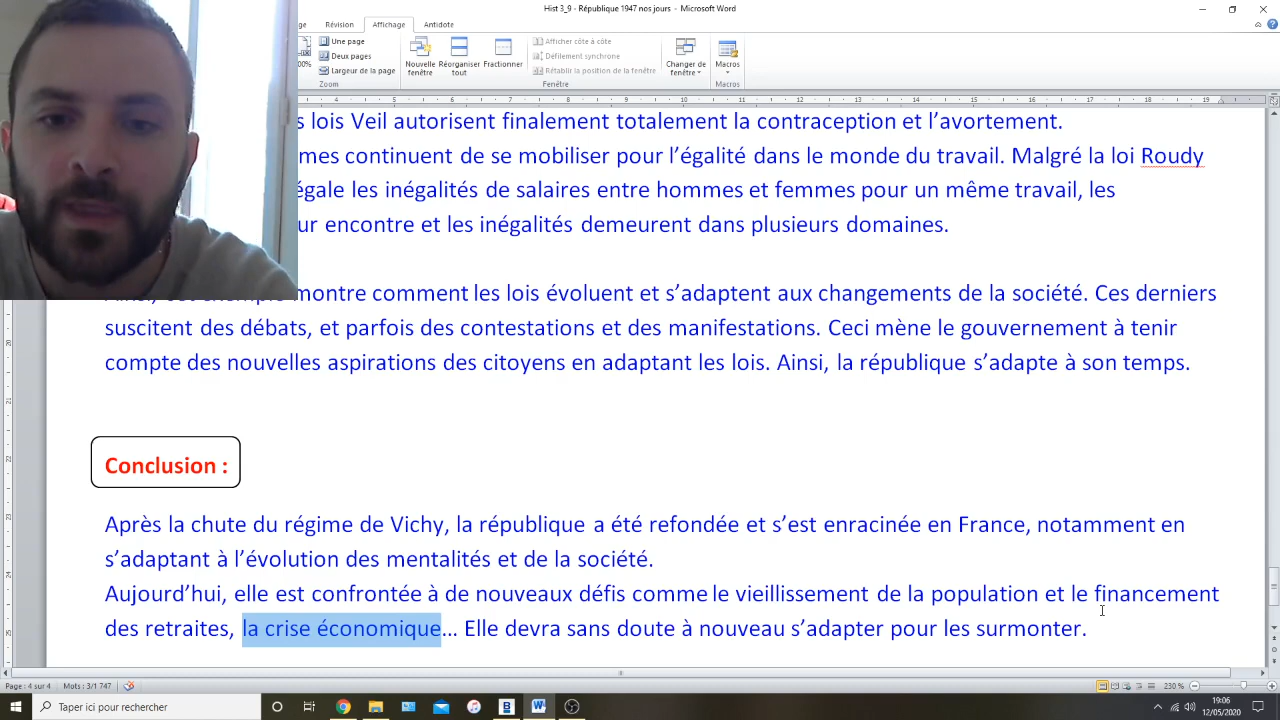 Hist 3_9 - République 1947 nos jours - Microsoft Word
Révision Affichage Antidote
Une page
Deux pages
Largeur de la page
Zoom
Nouvelle fenêtre
Réorganiser tout
Fractionner
Afficher côte à côte
Défilement synchrone
Rétablir la position de la fenêtre
Fenêtre
Changer de fenêtre
Macros
Macros
lois Veil autorisent finalement totalement la contraception et l’avortement.
continuent de se mobiliser pour l’égalité dans le monde du travail. Malgré la loi Roudy
les inégalités de salaires entre hommes et femmes pour un même travail, les
encontre et les inégalités demeurent dans plusieurs domaines.
montre comment les lois évoluent et s’adaptent aux changements de la société. Ces derniers
suscitent des débats, et parfois des contestations et des manifestations. Ceci mène le gouvernement à tenir
compte des nouvelles aspirations des citoyens en adaptant les lois. Ainsi, la république s’adapte à son temps.
Conclusion :
Après la chute du régime de Vichy, la république a été refondée et s’est enracinée en France, notamment en
s’adaptant à l’évolution des mentalités et de la société.
Aujourd’hui, elle est confrontée à de nouveaux défis comme le vieillissement de la population et le financement
des retraites, la crise économique… Elle devra sans doute à nouveau s’adapter pour les surmonter.
Page : 4 sur 4 Mots : 3/1 747 230 %
Taper ici pour rechercher
19:06
12/05/2020